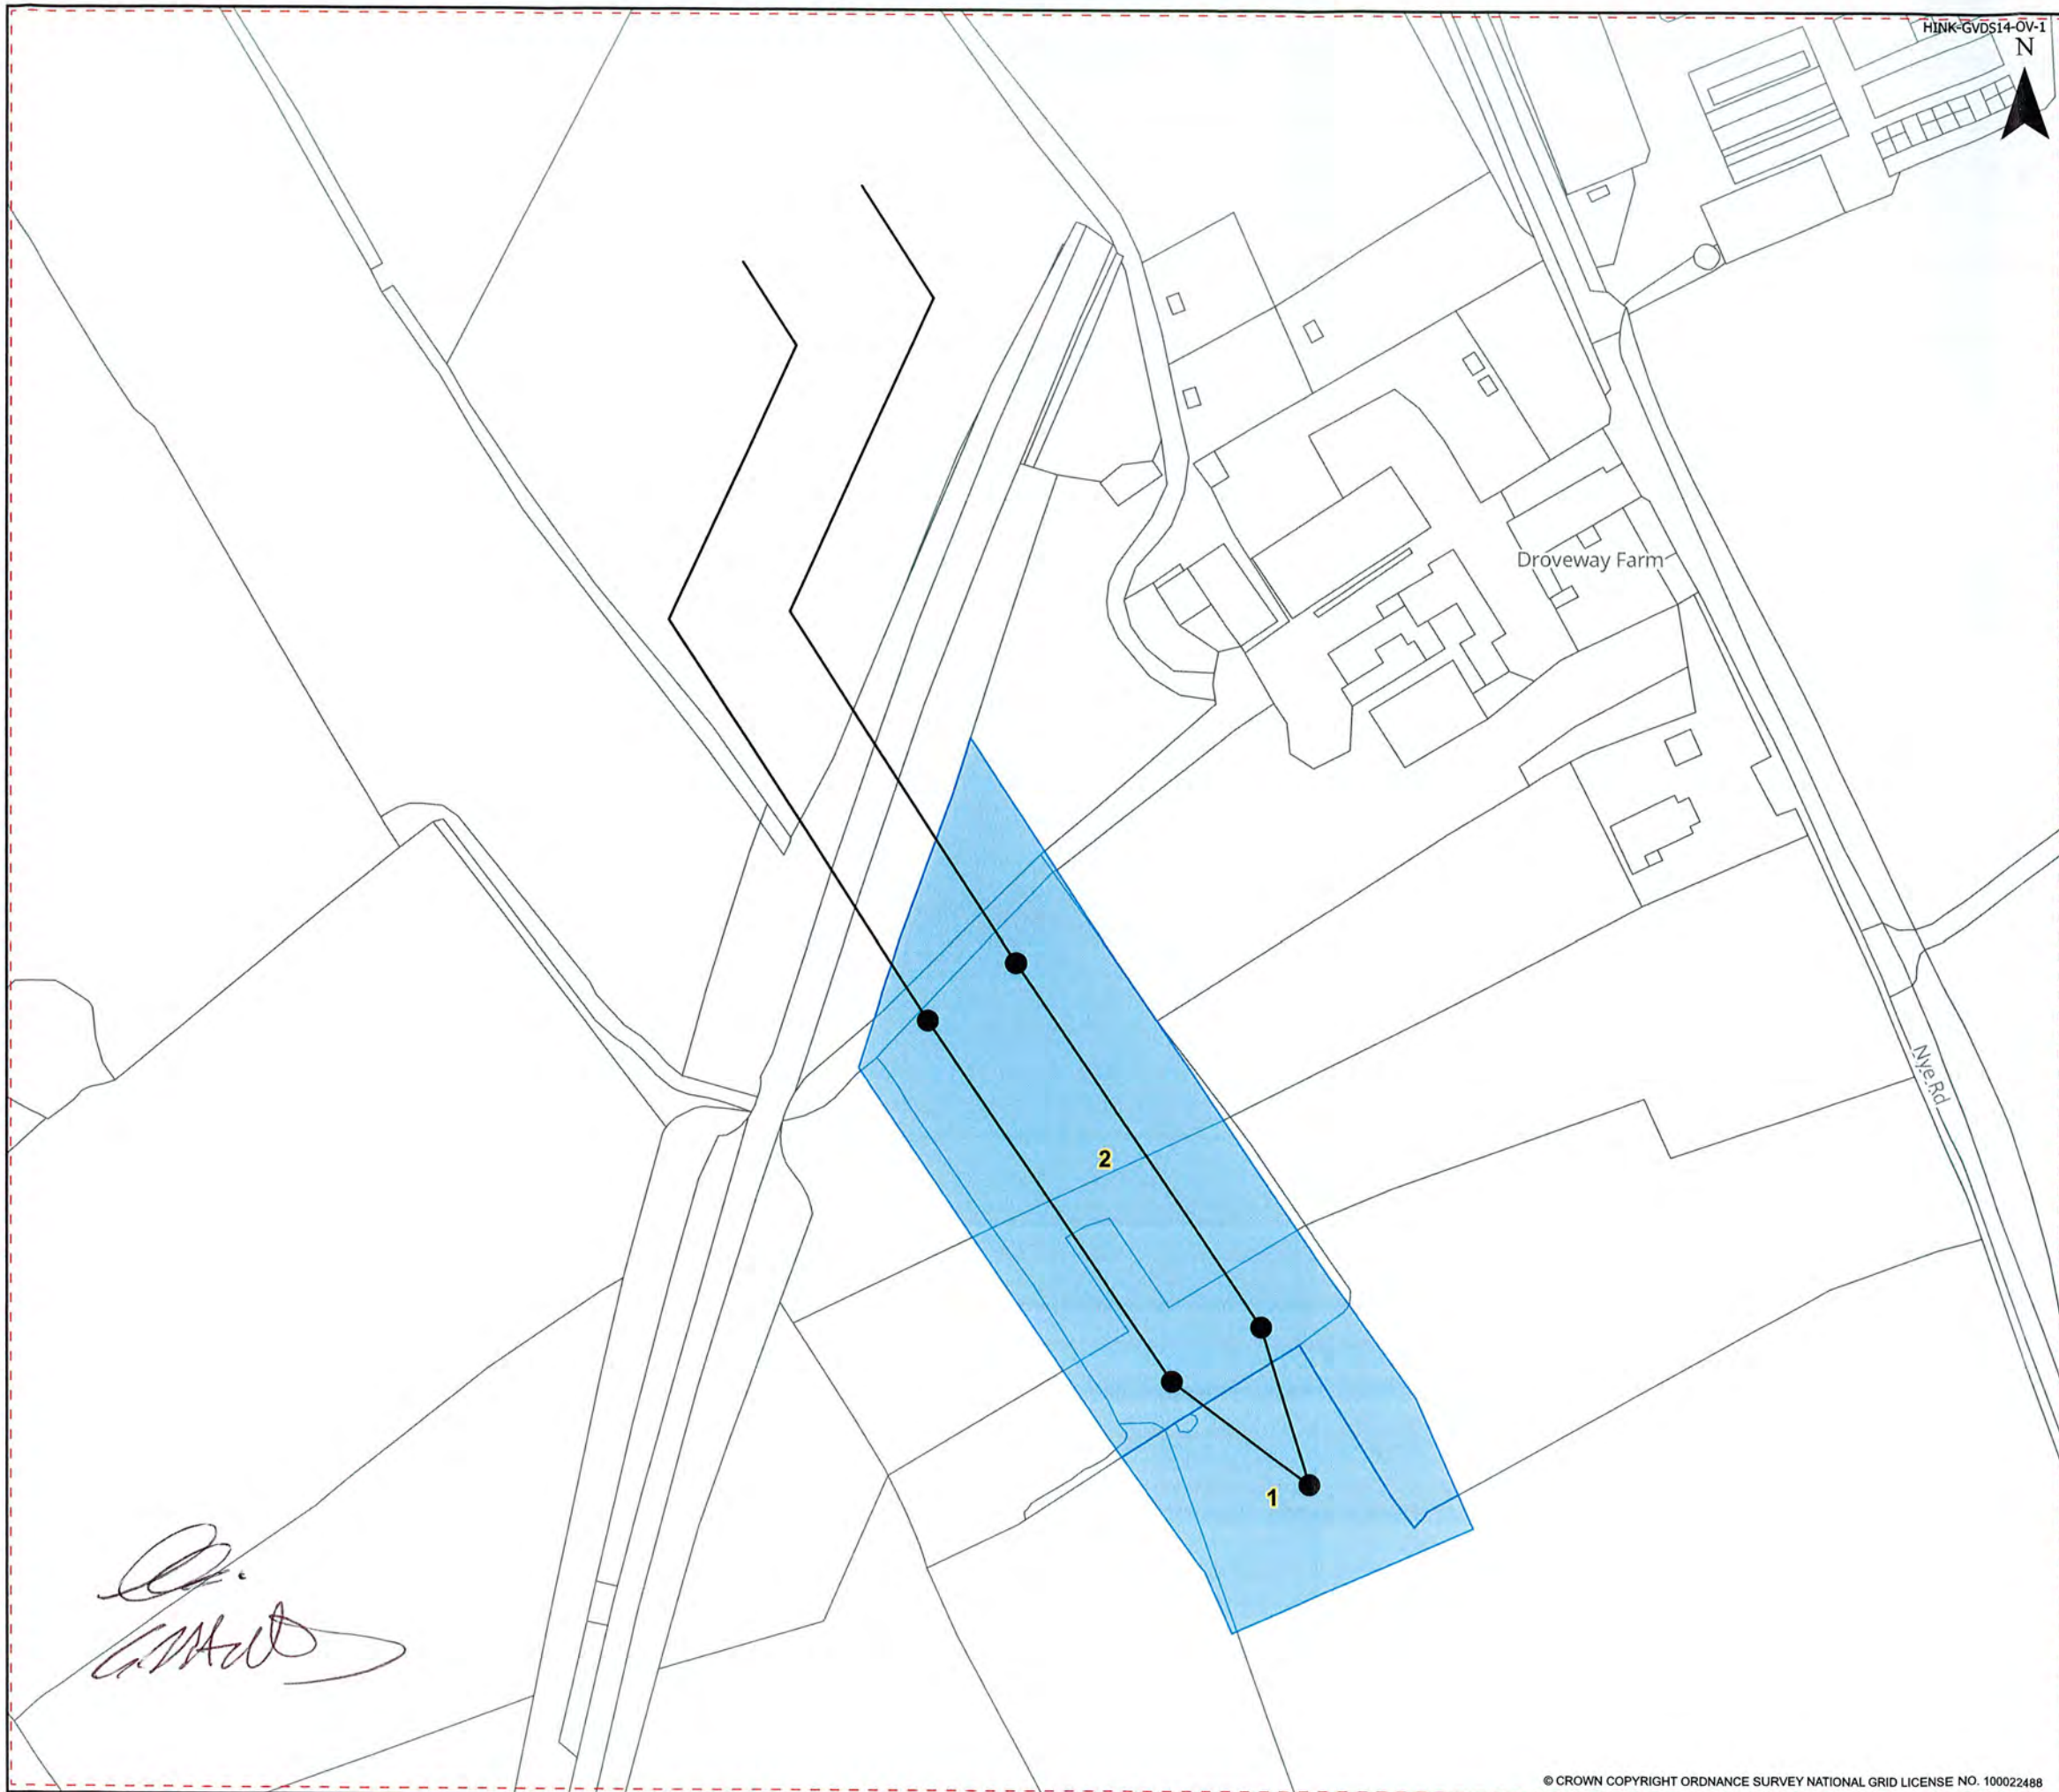 HINK-GVDS14-OV-1
N
Droveway Farm
Nye Rd
2
1
© CROWN COPYRIGHT ORDNANCE SURVEY NATIONAL GRID LICENSE NO. 100022488